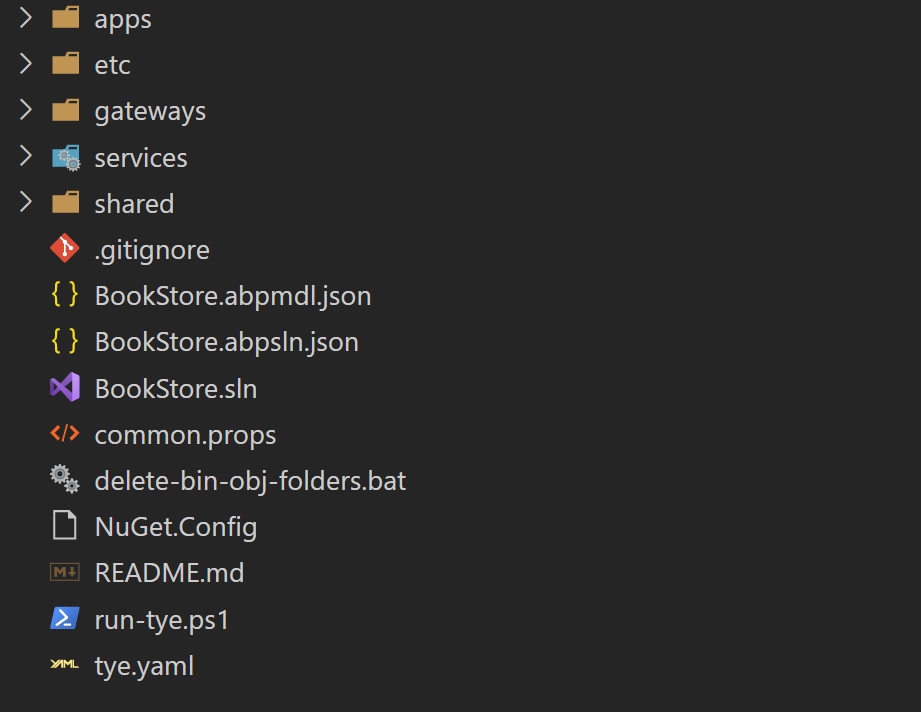 apps
etc
gateways
services
shared
.gitignore
{ } BookStore.abpmdl.json
{ } BookStore.abpsln.json
BookStore.sln
</> common.props
delete-bin-obj-folders.bat
NuGet.Config
M↓ README.md
run-tye.ps1
YAML tye.yaml